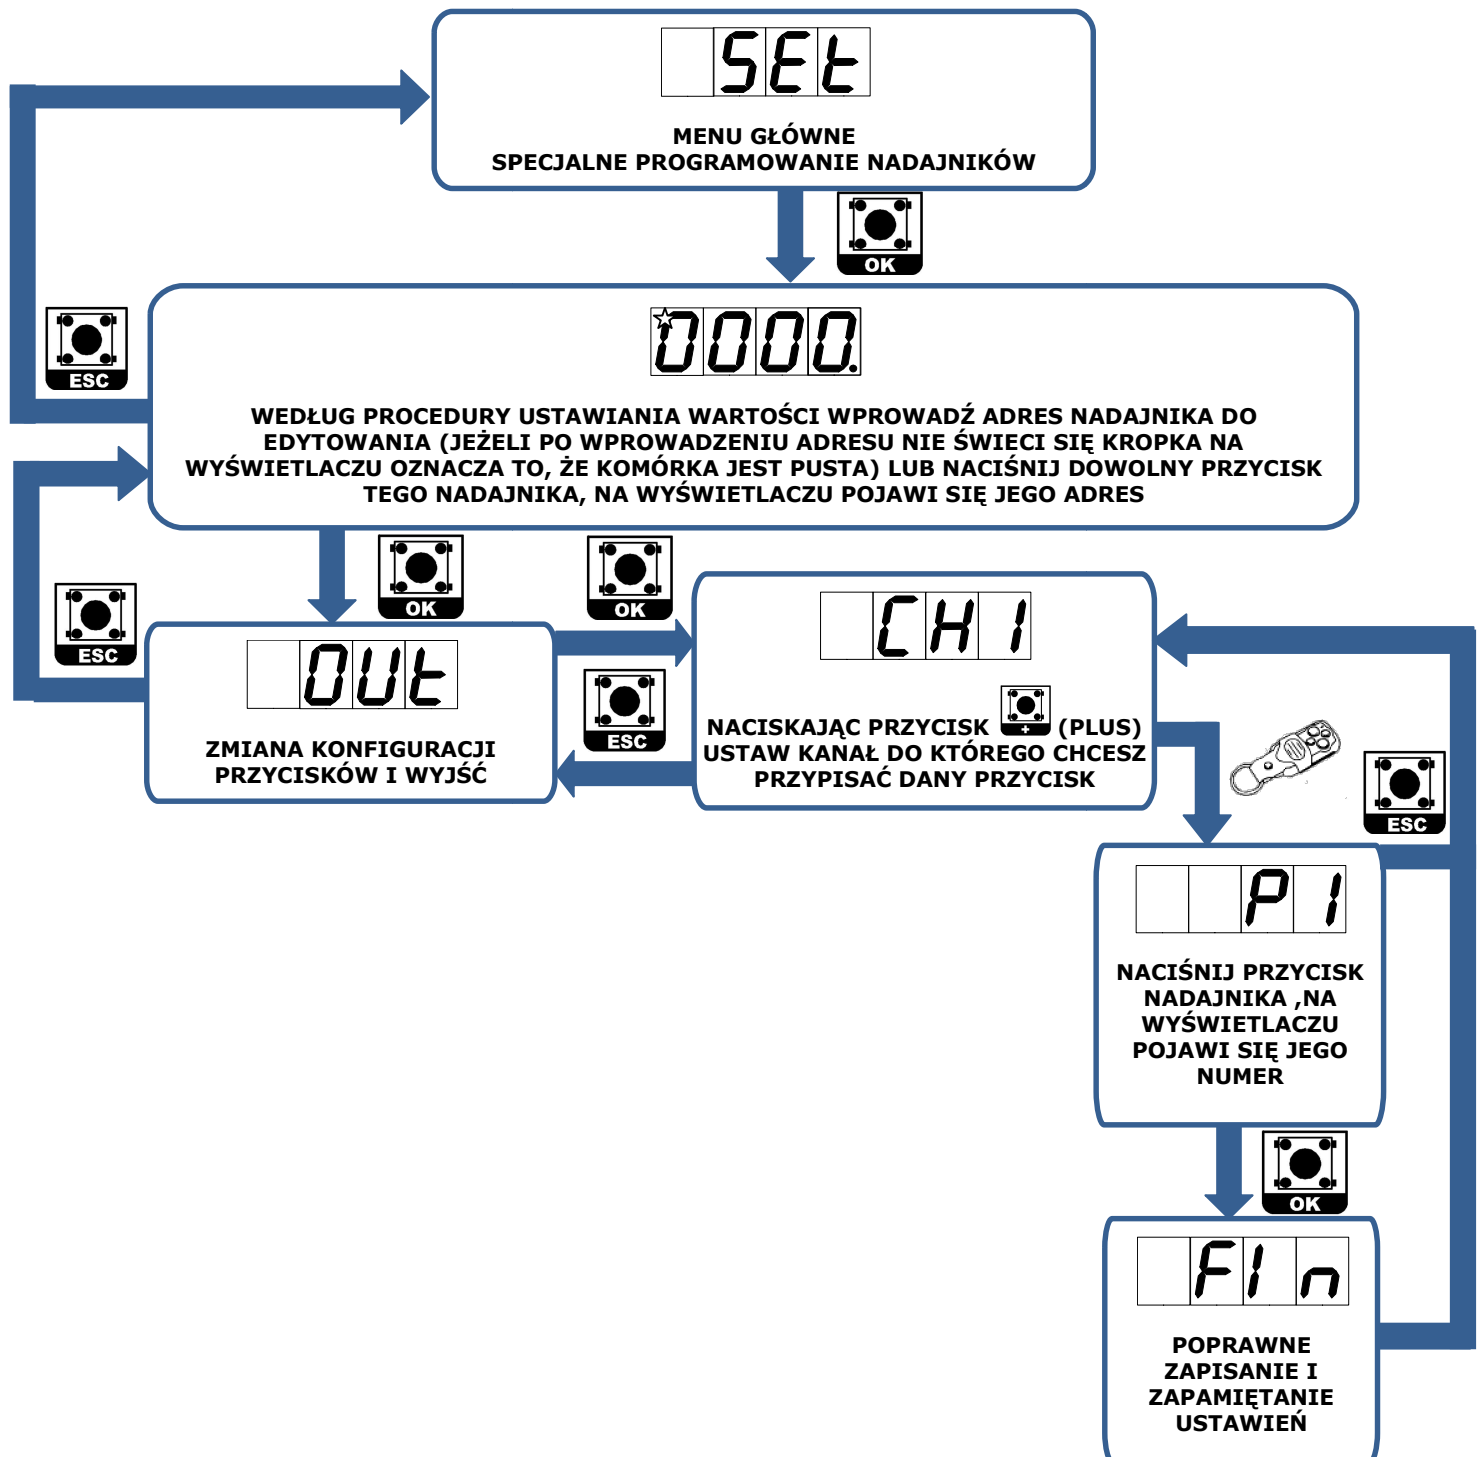 SEt
MENU GŁÓWNE
SPECJALNE PROGRAMOWANIE NADAJNIKÓW
OK
ESC
0000.
WEDŁUG PROCEDURY USTAWIANIA WARTOŚCI WPROWADŹ ADRES NADAJNIKA DO
EDYTOWANIA (JEŻELI PO WPROWADZENIU ADRESU NIE ŚWIECI SIĘ KROPKA NA
WYŚWIETLACZU OZNACZA TO, ŻE KOMÓRKA JEST PUSTA) LUB NACIŚNIJ DOWOLNY PRZYCISK
TEGO NADAJNIKA, NA WYŚWIETLACZU POJAWI SIĘ JEGO ADRES
OK
OK
ESC
OUt
ZMIANA KONFIGURACJI
PRZYCISKÓW I WYJŚĆ
ESC
CH1
NACISKAJĄC PRZYCISK + (PLUS)
USTAW KANAŁ DO KTÓREGO CHCESZ
PRZYPISAĆ DANY PRZYCISK
ESC
P1
NACIŚNIJ PRZYCISK
NADAJNIKA ,NA
WYŚWIETLACZU
POJAWI SIĘ JEGO
NUMER
OK
FIn
POPRAWNE
ZAPISANIE I
ZAPAMIĘTANIE
USTAWIEŃ